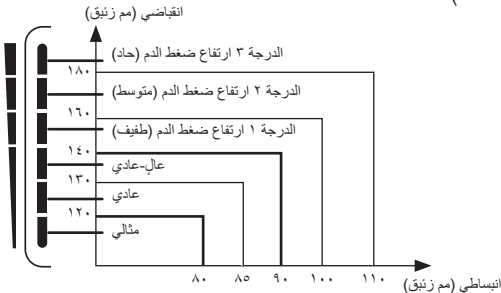 (
انقباضي (مم زئبق)
الدرجة ٣ ارتفاع ضغط الدم (حاد)
١٨٠
الدرجة ٢ ارتفاع ضغط الدم (متوسط)
١٦٠
الدرجة ١ ارتفاع ضغط الدم (طفيف)
١٤٠
عالٍ-عادي
١٣٠
عادي
١٢٠
مثالي
٨٠ ٨٥ ٩٠ ١٠٠ ١١٠
انبساطي (مم زئبق)